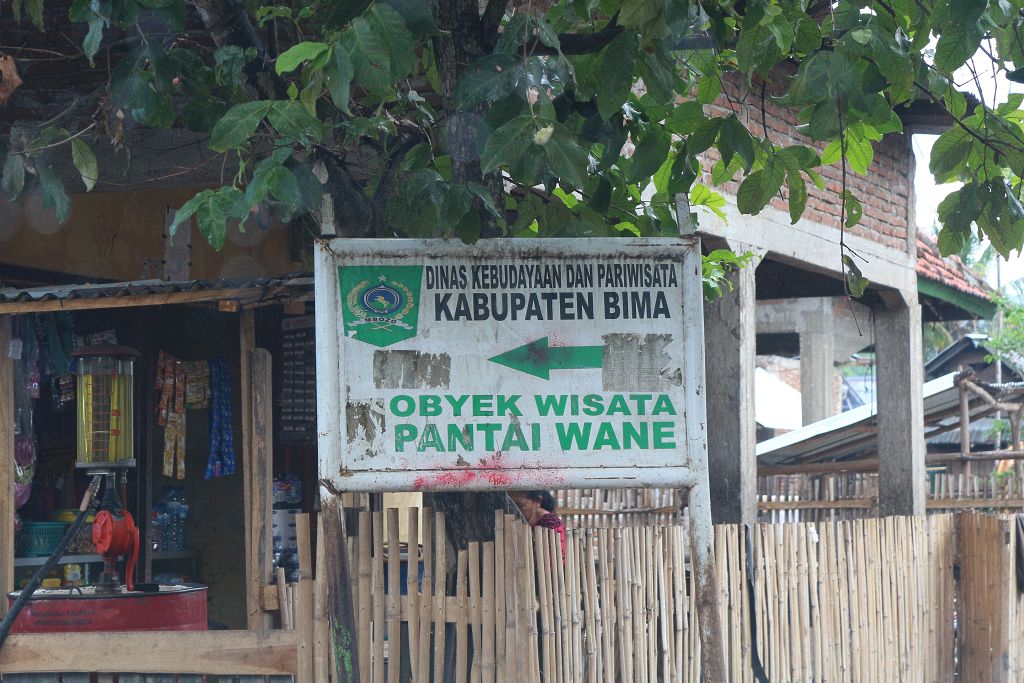 DINAS KEBUDAYAAN DAN PARIWISATA
KABUPATEN BIMA
OBYEK WISATA
PANTAI WANE